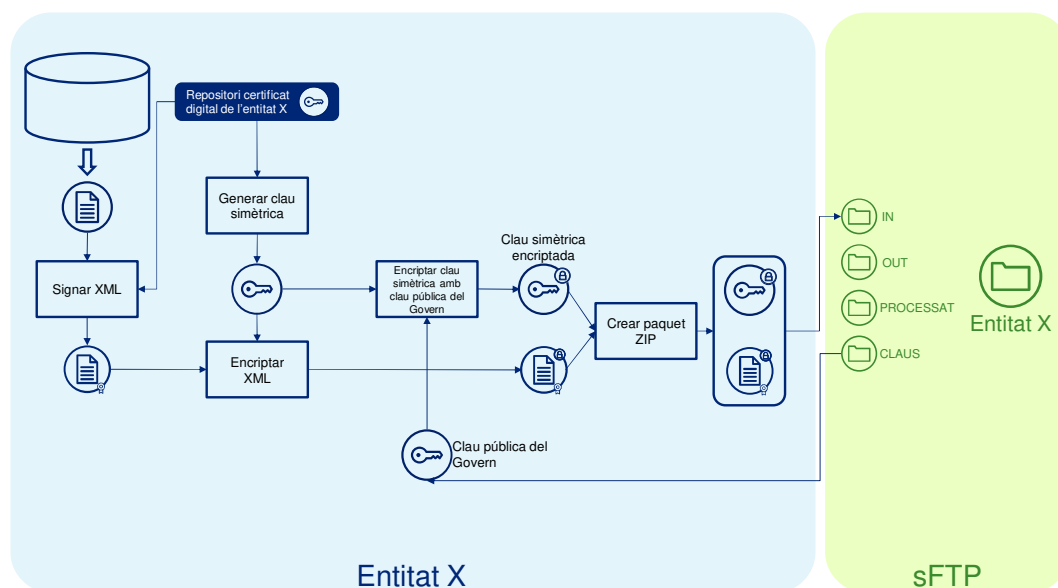 Repositori certificat
digital de l'entitat X
Generar clau
simètrica
Signar XML
Encriptar clau
simètrica amb
clau pública del
Govern
Clau simètrica
encriptada
Crear paquet
ZIP
Encriptar
XML
Clau pública del
Govern
IN
OUT
PROCESSAT
CLAUS
Entitat X
Entitat X
sFTP